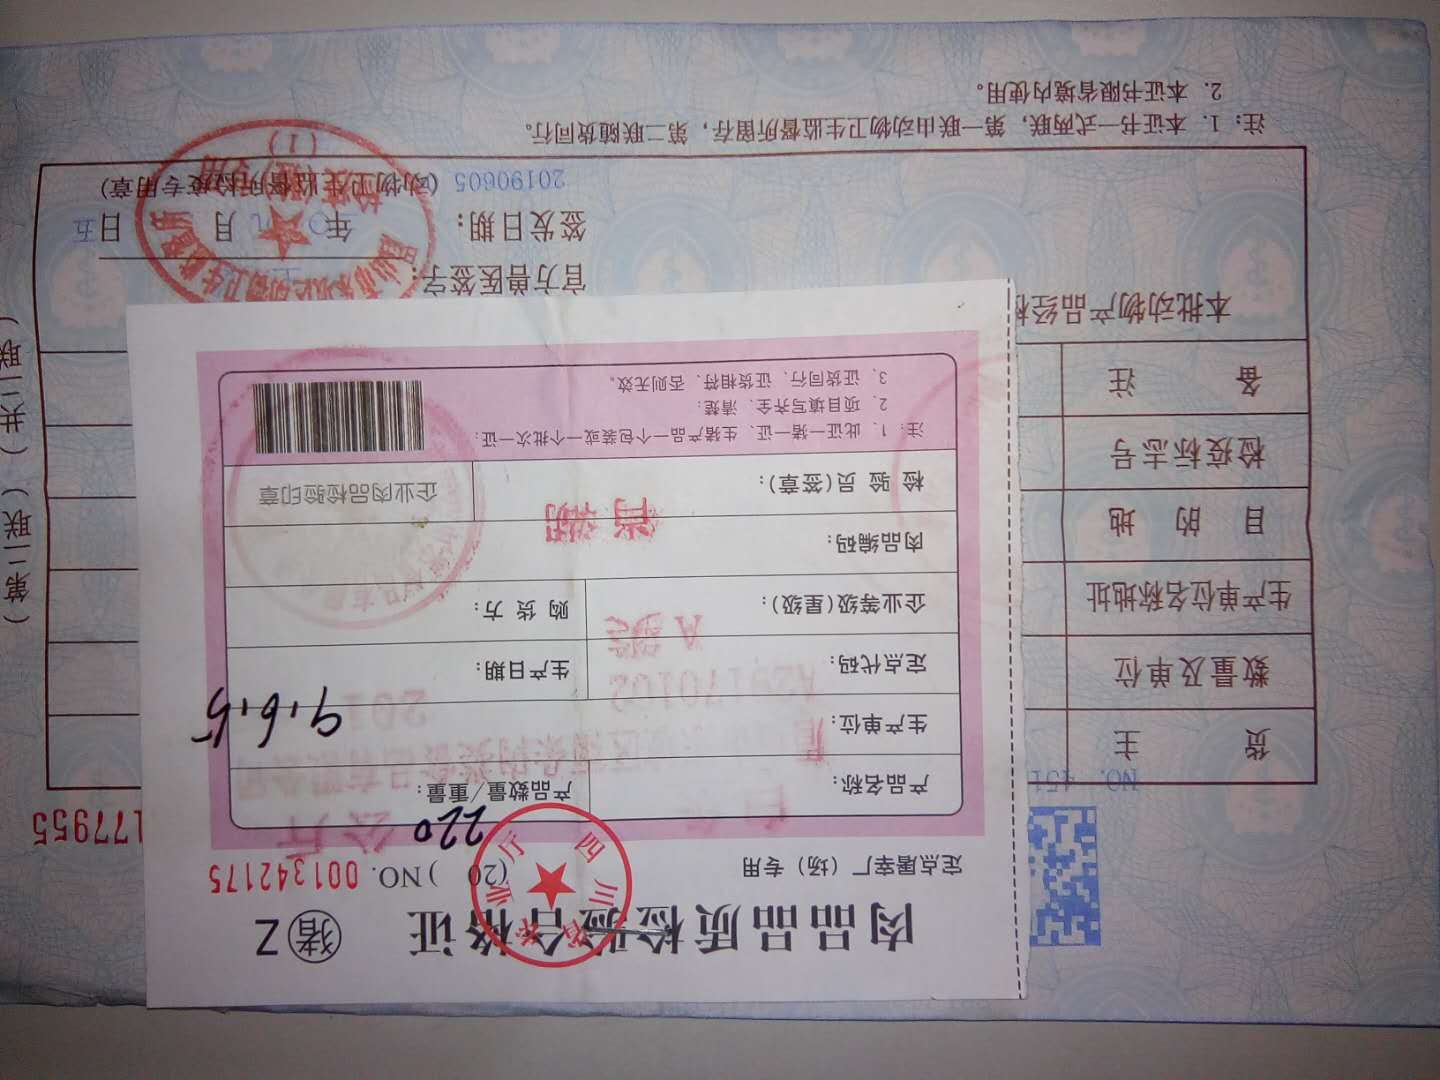 肉品品质检验合格证 猪 Z
定点屠宰厂（场）专用 (20 )NO. 001342175
产品名称： 产品数量/重量： 220 公斤
生产单位：
定点代码： A29170102 生产日期： 201 9.6.5
企业等级(星级)： A 购 货 方：
肉品编码：
检 验 员(签章)： 肖 企业肉品检验印章
注：1、此证一猪一证、生猪产品一个包装或一个批次一证；
2、项目填写齐全、清楚；
3、证货同行、证货相符、否则无效。
四川省
177955
货 主
数量及单位
生产单位名称地址
目 的 地
检疫标志号
备 注
本批动物产品经检
官方兽医签字：
签发日期： 年 月 五 日
20190605 （动物卫生监督所检疫专用章）
(1)
注：1. 本证书一式两联，第一联由动物卫生监督所留存，第二联随货同行。
2. 本证书限省境内使用。
（第二联）（共二联）